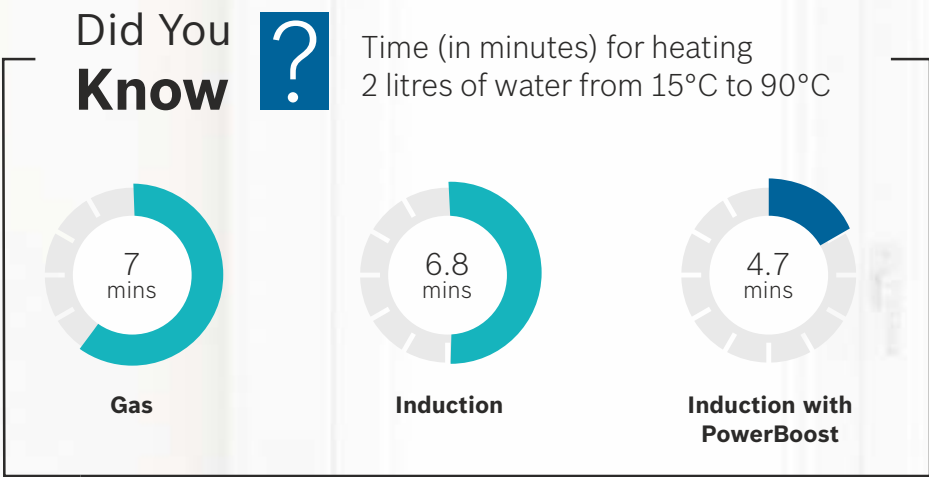 Did You
Know
?
Time (in minutes) for heating
2 litres of water from 15°C to 90°C
7
mins
6.8
mins
4.7
mins
Gas
Induction
Induction with
PowerBoost